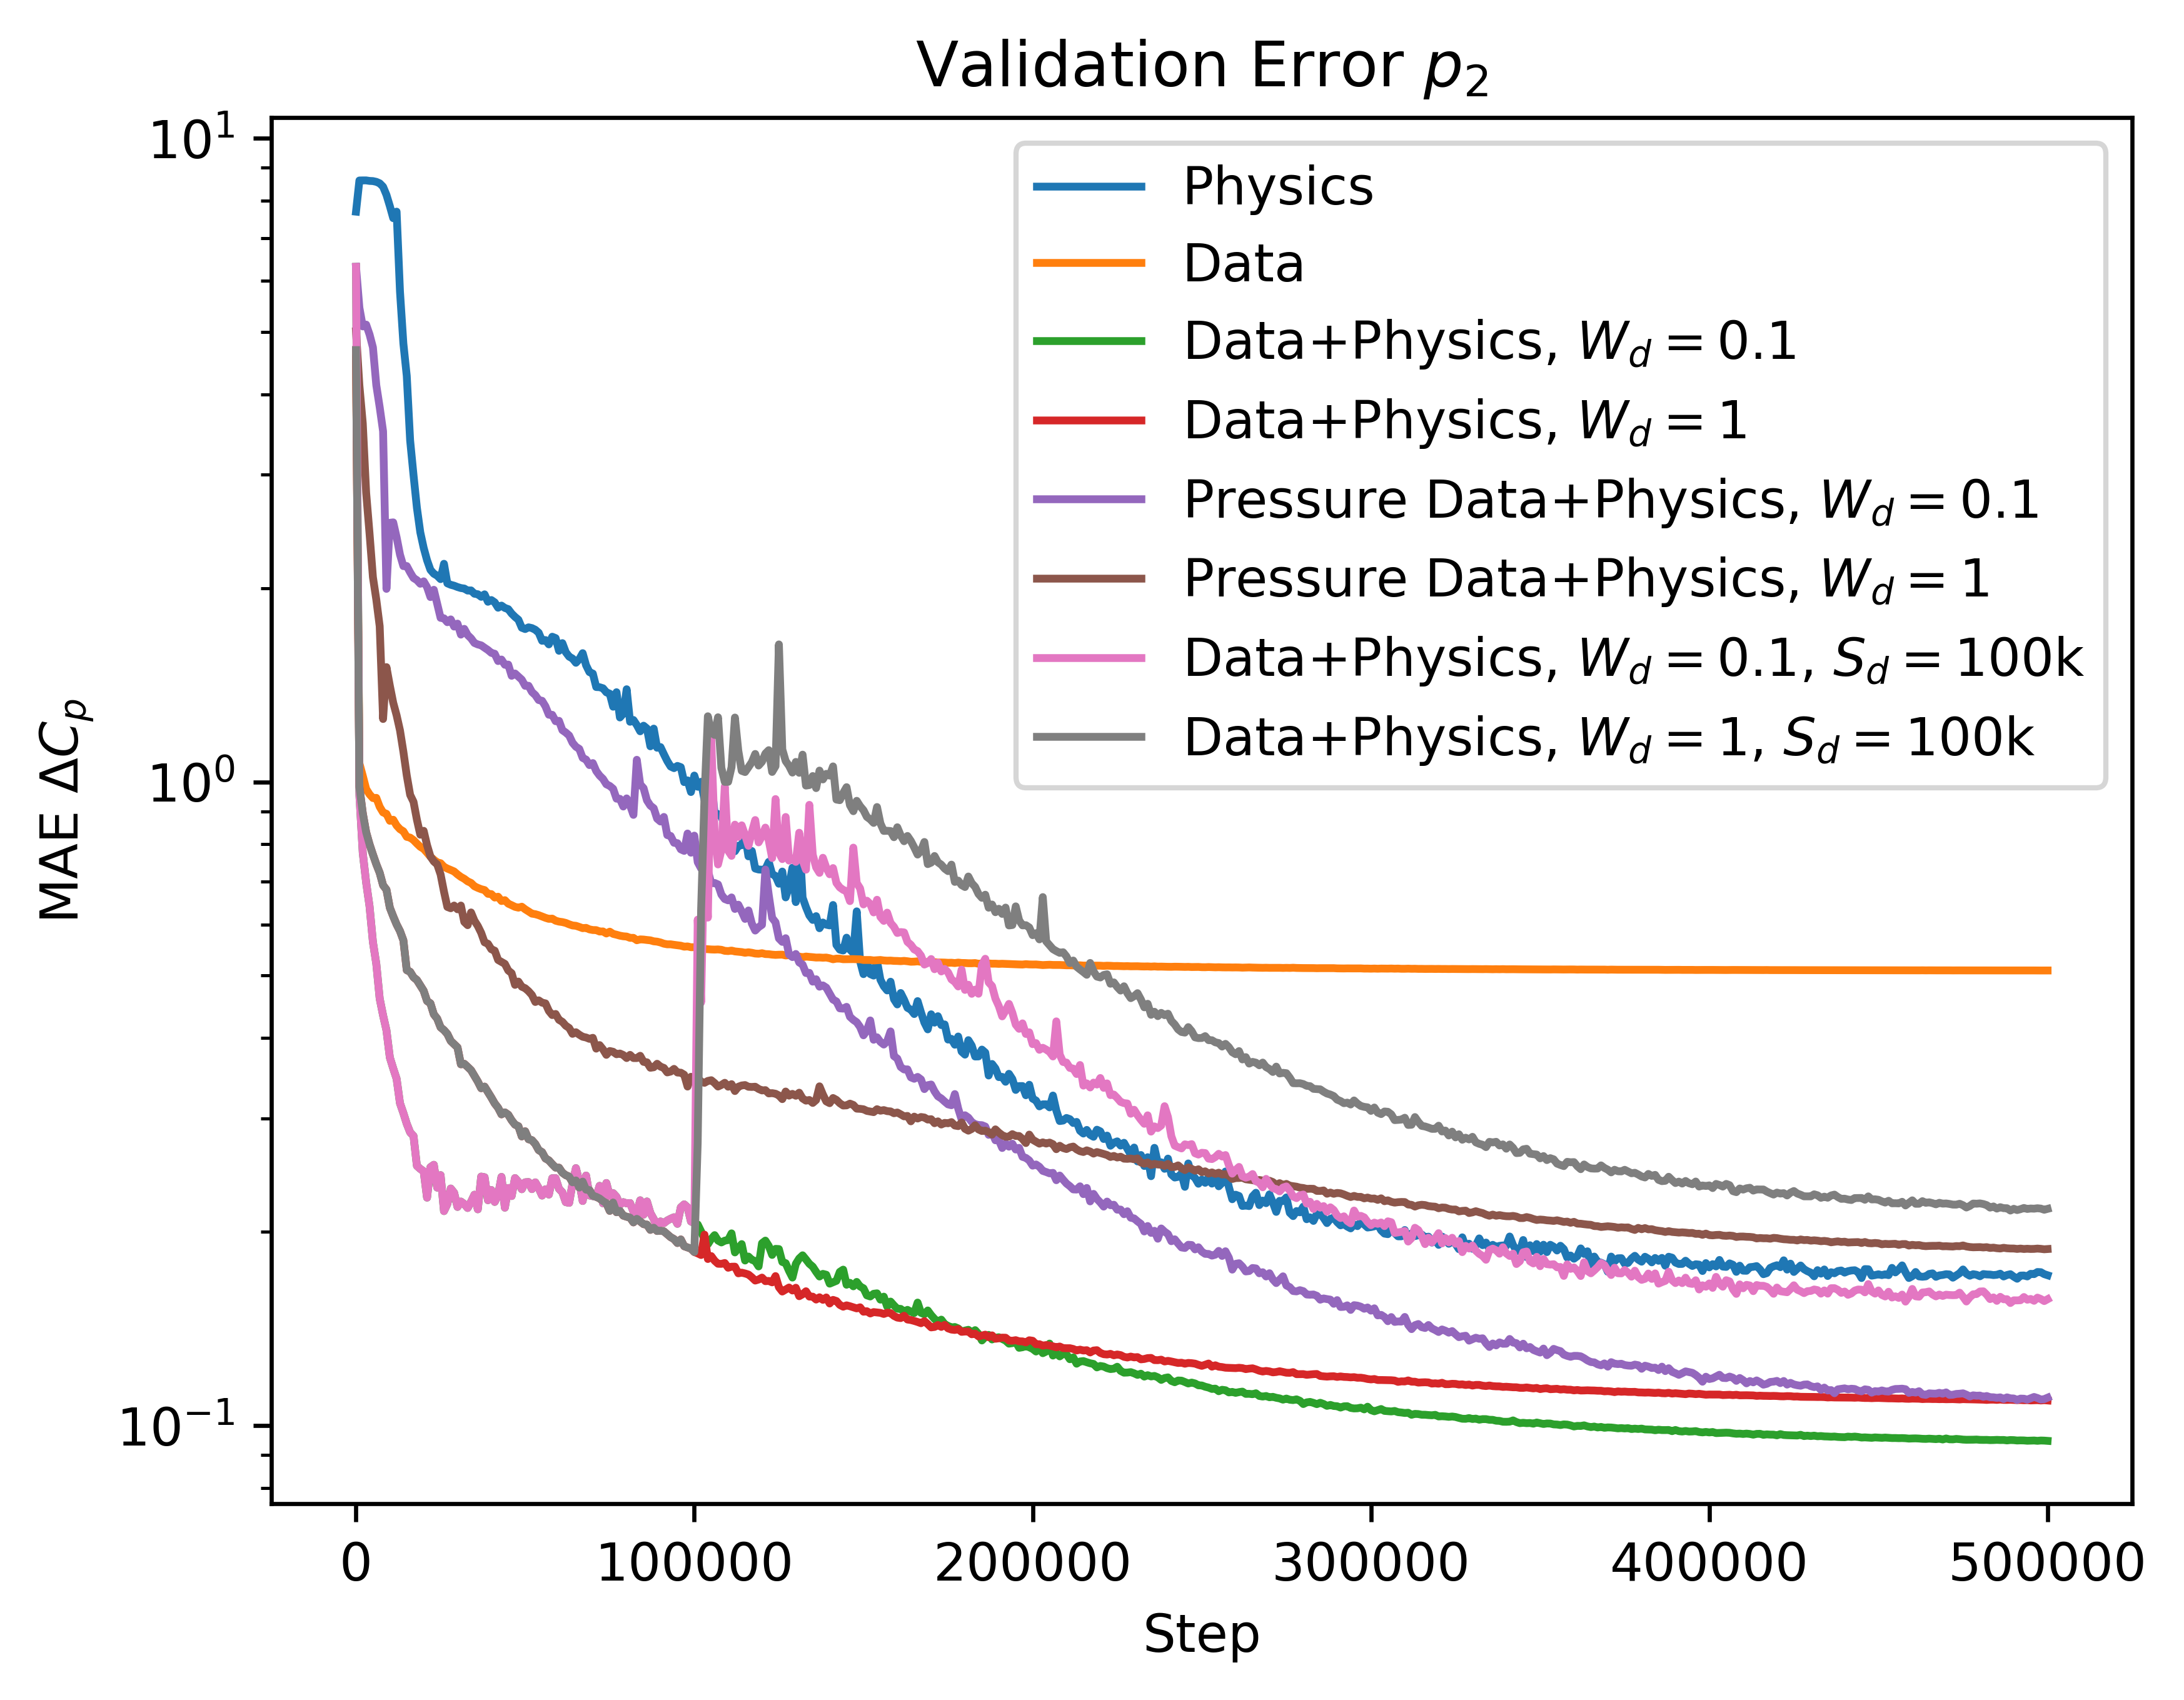 Validation Error p₂
10¹
10⁰
10⁻¹
MAE ΔCₚ
Physics
Data
Data+Physics, W_d = 0.1
Data+Physics, W_d = 1
Pressure Data+Physics, W_d = 0.1
Pressure Data+Physics, W_d = 1
Data+Physics, W_d = 0.1, S_d = 100k
Data+Physics, W_d = 1, S_d = 100k
0 100000 200000 300000 400000 500000
Step